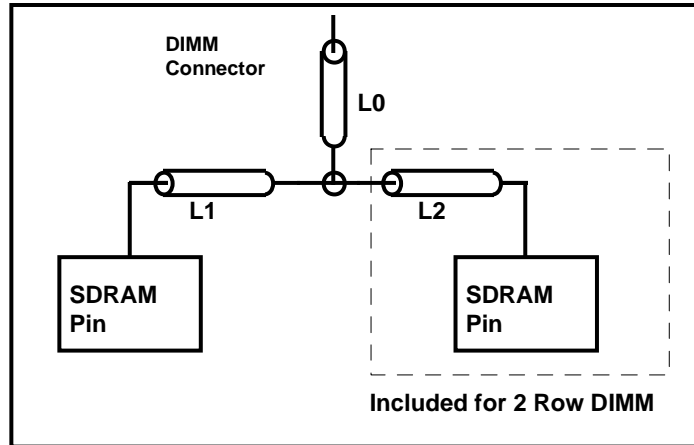 DIMM
Connector
L0
L1
L2
SDRAM
Pin
SDRAM
Pin
Included for 2 Row DIMM